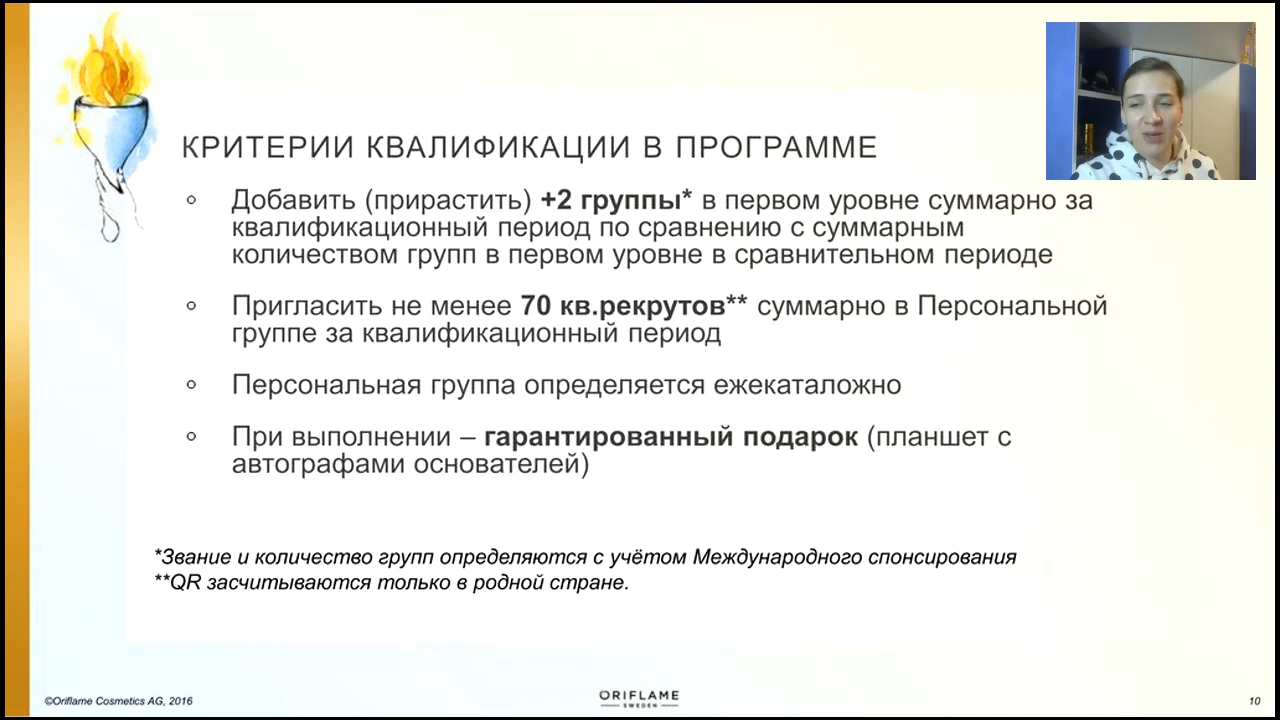 КРИТЕРИИ КВАЛИФИКАЦИИ В ПРОГРАММЕ
Добавить (прирастить) +2 группы* в первом уровне суммарно за
квалификационный период по сравнению с суммарным
количеством групп в первом уровне в сравнительном периоде
Пригласить не менее 70 кв.рекрутов** суммарно в Персональной
группе за квалификационный период
Персональная группа определяется ежекаталожно
При выполнении – гарантированный подарок (планшет с
автографами основателей)
*Звание и количество групп определяются с учётом Международного спонсирования
**QR засчитываются только в родной стране.
©Oriflame Cosmetics AG, 2016
ORIFLAME
SWEDEN
10